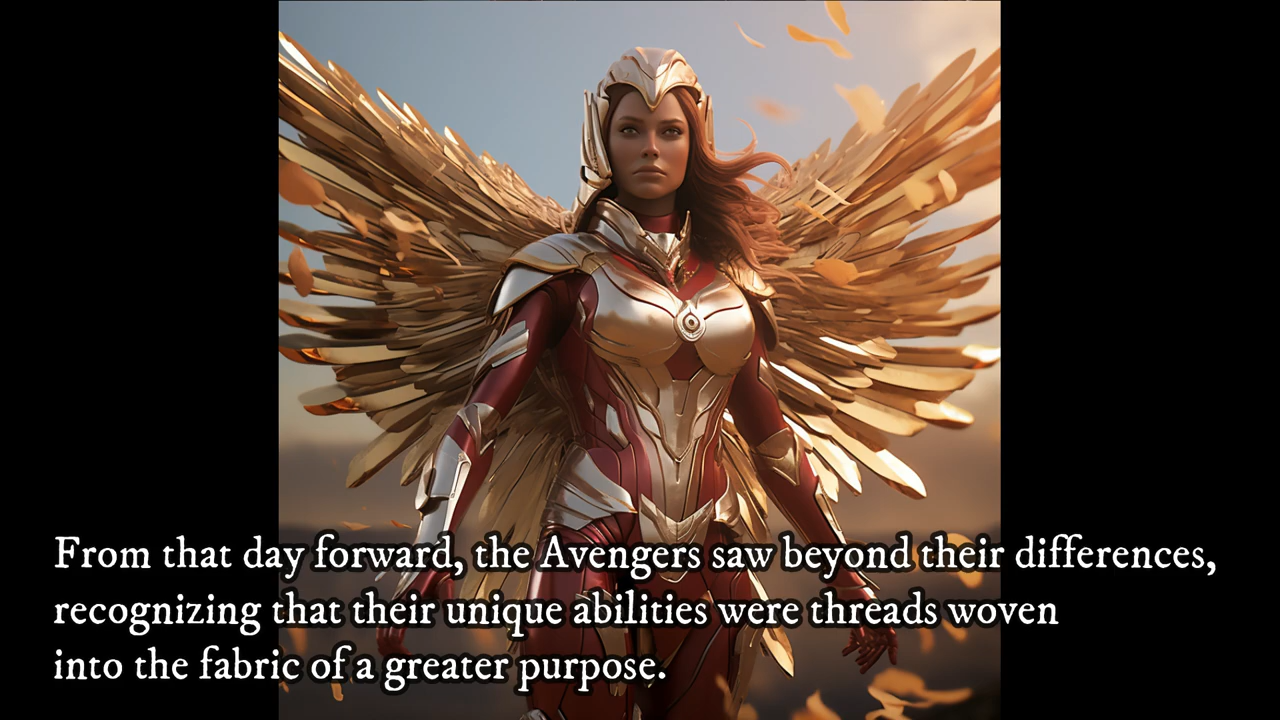 From that day forward, the Avengers saw beyond their differences,
recognizing that their unique abilities were threads woven
into the fabric of a greater purpose.